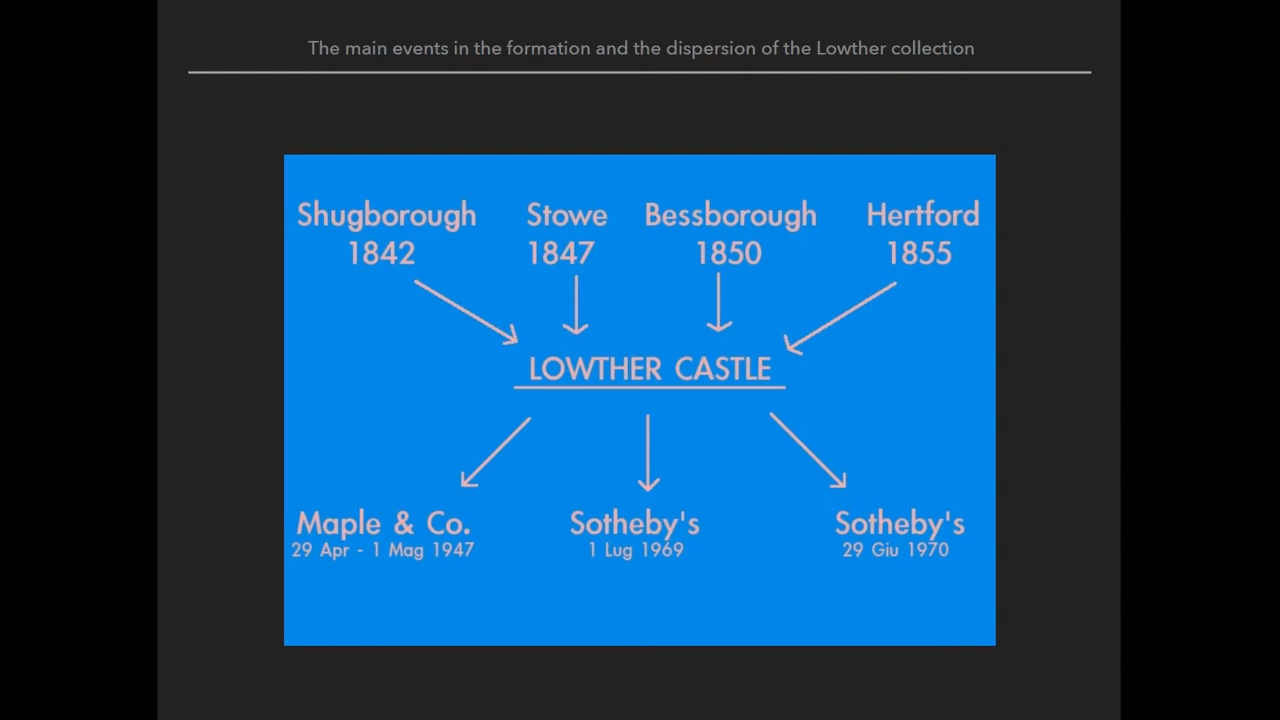 The main events in the formation and the dispersion of the Lowther collection
Shugborough Stowe Bessborough Hertford
1842 1847 1850 1855
LOWTHER CASTLE
Maple & Co. Sotheby's Sotheby's
29 Apr - 1 Mag 1947 1 Lug 1969 29 Giu 1970